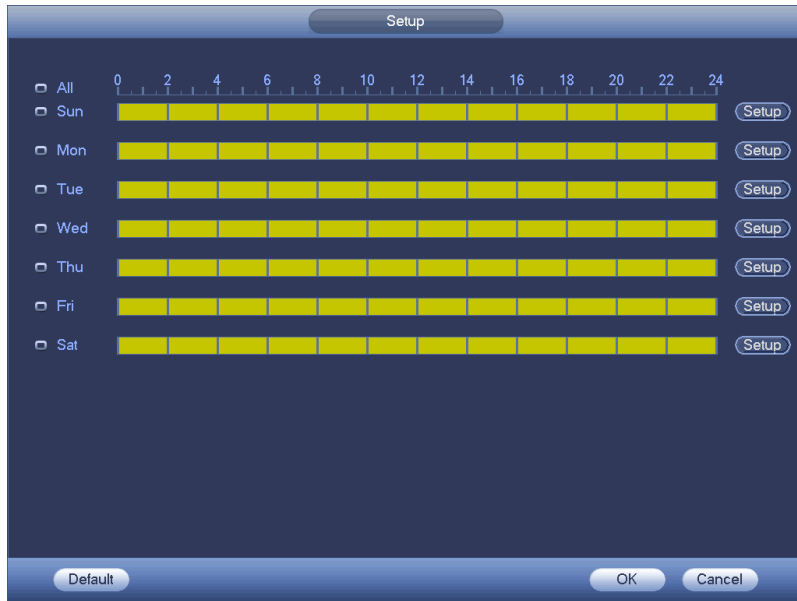 Setup
All 0 2 4 6 8 10 12 14 16 18 20 22 24
Sun Setup
Mon Setup
Tue Setup
Wed Setup
Thu Setup
Fri Setup
Sat Setup
Default OK Cancel